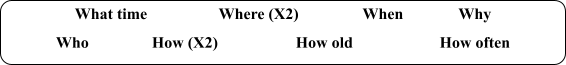 What time Where (X2) When Why
Who How (X2) How old How often